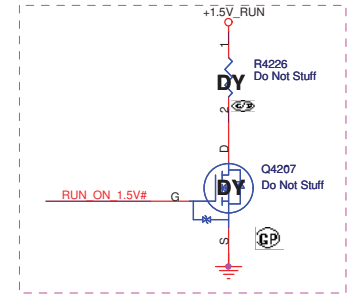 +1.5V_RUN
1
R4226
Do Not Stuff
DY
2
G/P
D
Q4207
Do Not Stuff
DY
RUN_ON_1.5V#
G
S
GP